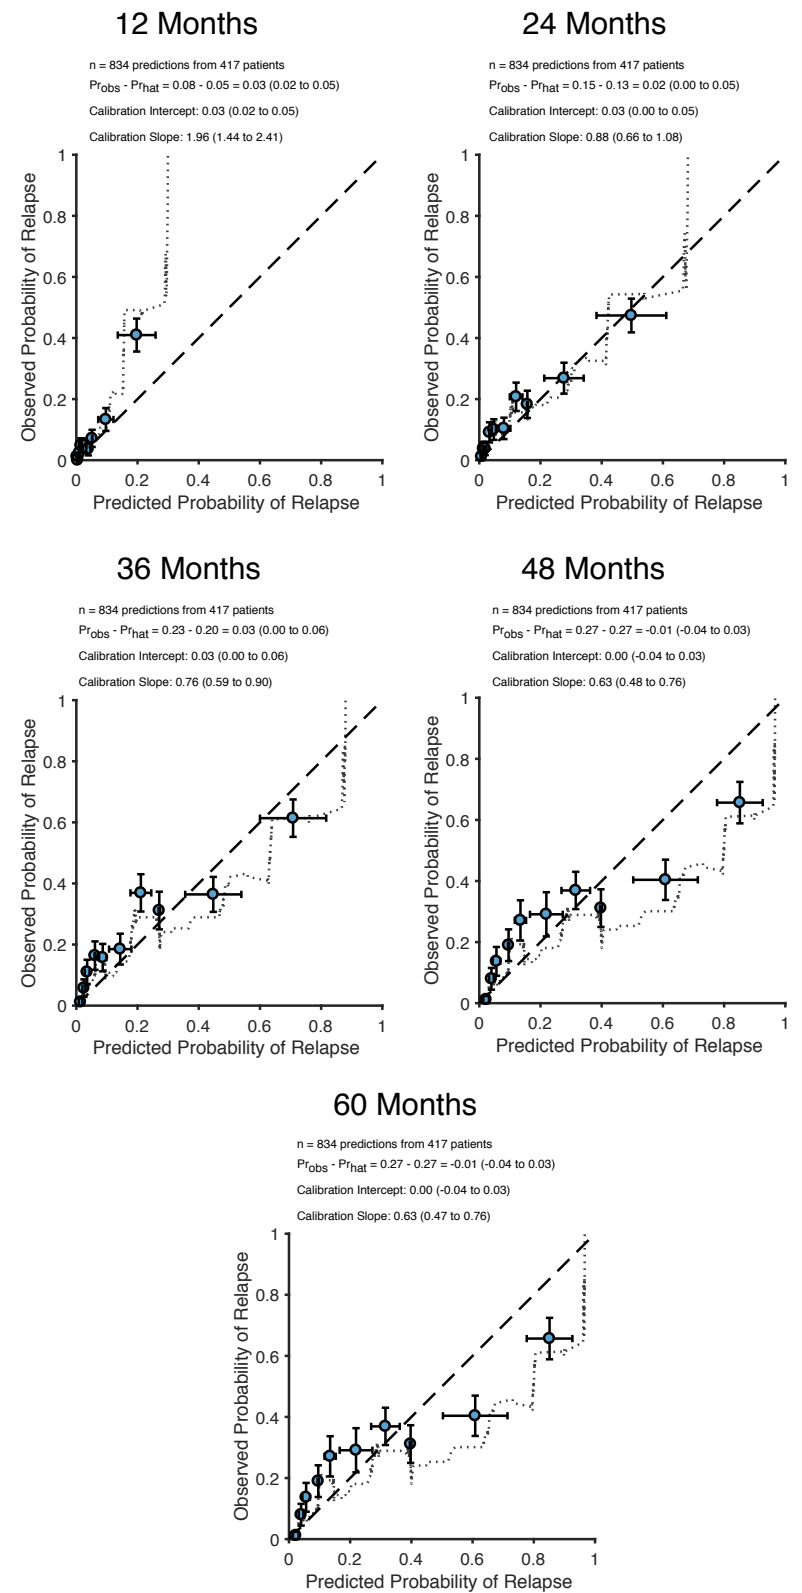 12 Months
n = 834 predictions from 417 patients
Probs - Prhat = 0.08 - 0.05 = 0.03 (0.02 to 0.05)
Calibration Intercept: 0.03 (0.02 to 0.05)
Calibration Slope: 1.96 (1.44 to 2.41)
1
0.8
0.6
0.4
0.2
0
Observed Probability of Relapse
0 0.2 0.4 0.6 0.8 1
Predicted Probability of Relapse
24 Months
n = 834 predictions from 417 patients
Probs - Prhat = 0.15 - 0.13 = 0.02 (0.00 to 0.05)
Calibration Intercept: 0.03 (0.00 to 0.05)
Calibration Slope: 0.88 (0.66 to 1.08)
1
0.8
0.6
0.4
0.2
0
Observed Probability of Relapse
0 0.2 0.4 0.6 0.8 1
Predicted Probability of Relapse
36 Months
n = 834 predictions from 417 patients
Probs - Prhat = 0.23 - 0.20 = 0.03 (0.00 to 0.06)
Calibration Intercept: 0.03 (0.00 to 0.06)
Calibration Slope: 0.76 (0.59 to 0.90)
1
0.8
0.6
0.4
0.2
0
Observed Probability of Relapse
0 0.2 0.4 0.6 0.8 1
Predicted Probability of Relapse
48 Months
n = 834 predictions from 417 patients
Probs - Prhat = 0.27 - 0.27 = -0.01 (-0.04 to 0.03)
Calibration Intercept: 0.00 (-0.04 to 0.03)
Calibration Slope: 0.63 (0.48 to 0.76)
1
0.8
0.6
0.4
0.2
0
Observed Probability of Relapse
0 0.2 0.4 0.6 0.8 1
Predicted Probability of Relapse
60 Months
n = 834 predictions from 417 patients
Probs - Prhat = 0.27 - 0.27 = -0.01 (-0.04 to 0.03)
Calibration Intercept: 0.00 (-0.04 to 0.03)
Calibration Slope: 0.63 (0.47 to 0.76)
1
0.8
0.6
0.4
0.2
0
Observed Probability of Relapse
0 0.2 0.4 0.6 0.8 1
Predicted Probability of Relapse